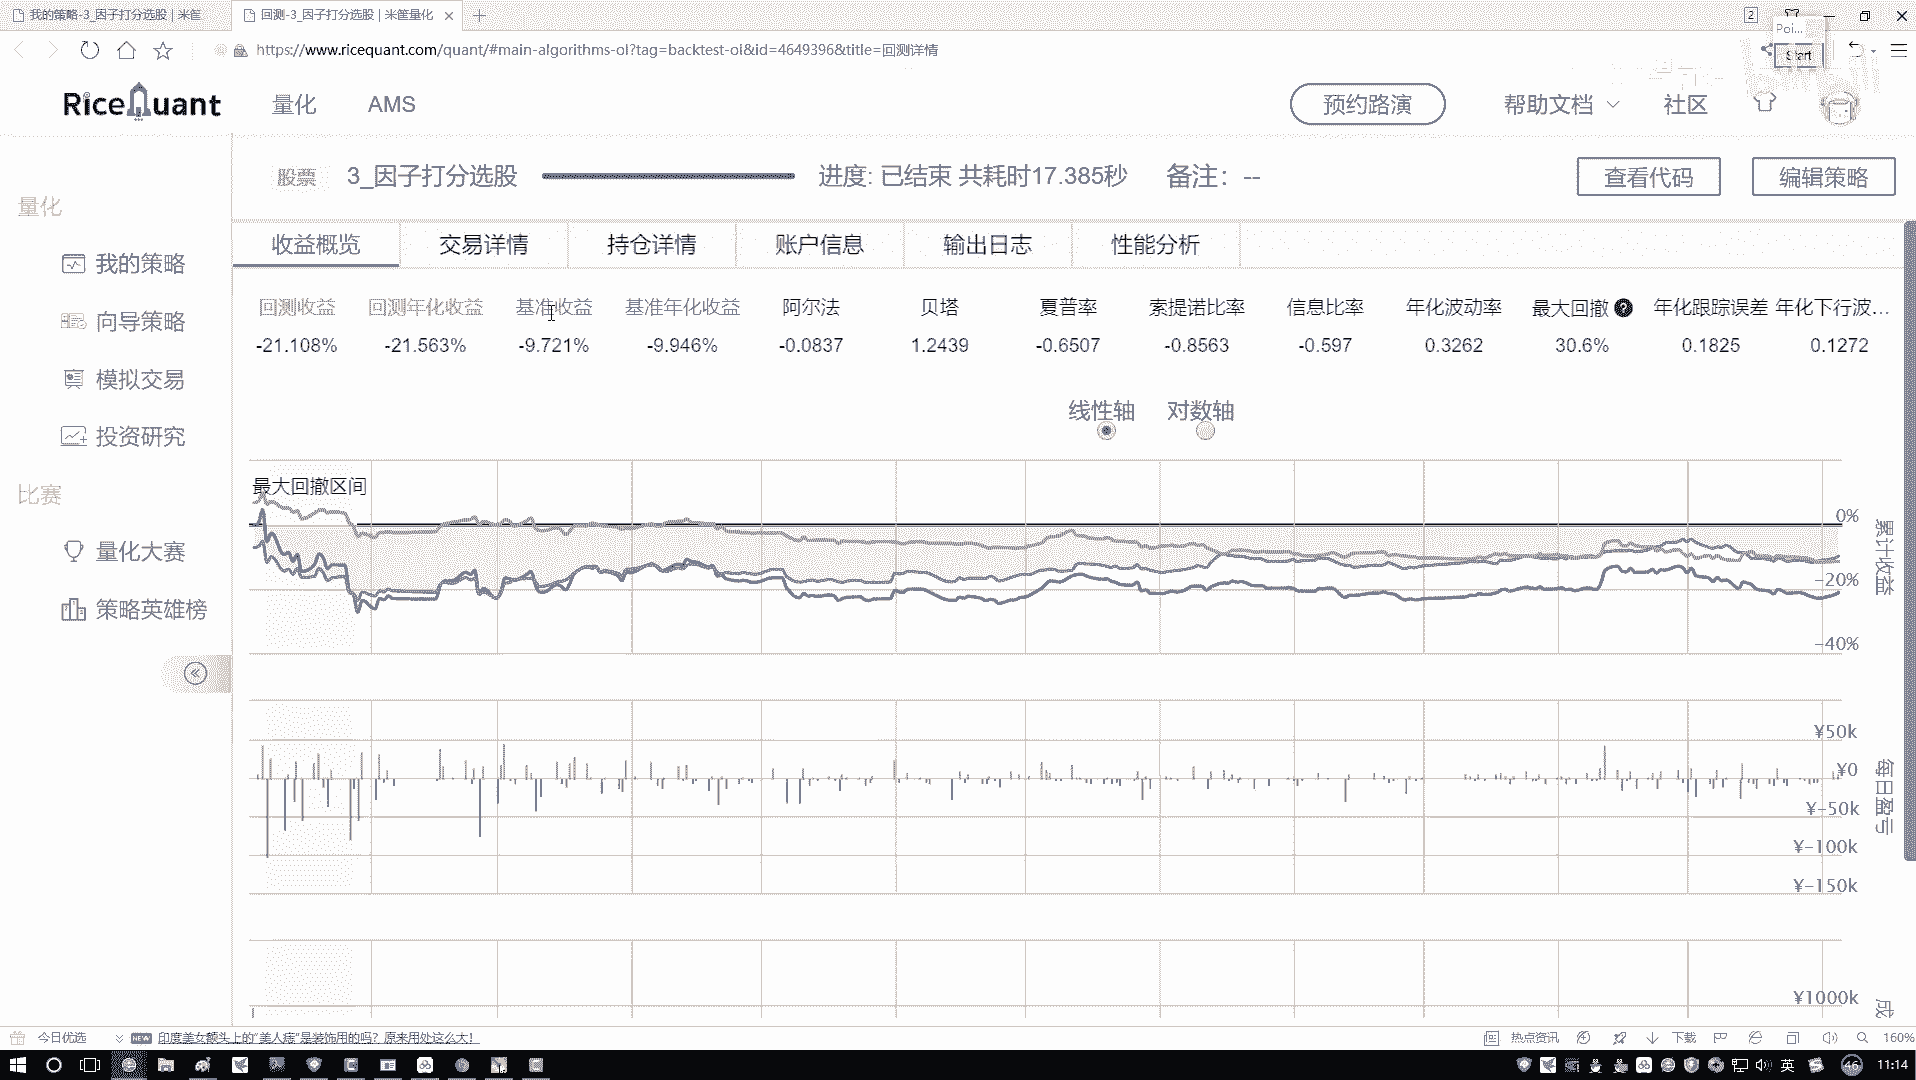 我的策略-3_因子打分选股 | 米筐
回测-3_因子打分选股 | 米筐量化
2
Poi...
Start
https://www.ricequant.com/quant/#main-algorithms-ol?tag=backtest-ol&id=4649396&title=回测详情
RiceQuant
量化
AMS
预约路演
帮助文档
社区
股票
3_因子打分选股
进度: 已结束 共耗时17.385秒
备注：--
查看代码
编辑策略
量化
我的策略
向导策略
模拟交易
投资研究
比赛
量化大赛
策略英雄榜
收益概览
交易详情
持仓详情
账户信息
输出日志
性能分析
回测收益 回测年化收益 基准收益 基准年化收益 阿尔法 贝塔 夏普率 索提诺比率 信息比率 年化波动率 最大回撤 年化跟踪误差 年化下行波...
-21.108% -21.563% -9.721% -9.946% -0.0837 1.2439 -0.6507 -0.8563 -0.597 0.3262 30.6% 0.1825 0.1272
线性轴
对数轴
最大回撤区间
0%
-20%
-40%
累计收益
¥50k
¥0
¥-50k
¥-100k
¥-150k
每日盈亏
¥1000k
成
今日优选
NEW
印度美女额头上的“美人痣”是装饰用的吗？原来用处这么大！
热点资讯
下载
160%
英
46
11:14